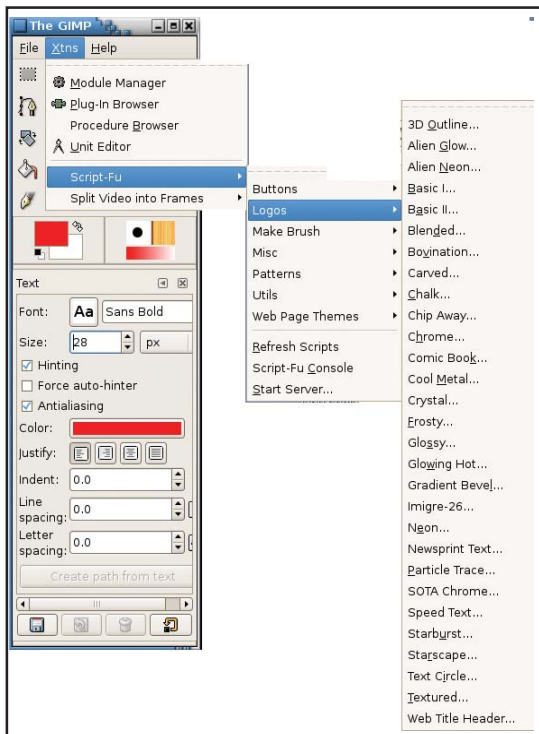 The GIMP
File Xtns Help
Module Manager
Plug-In Browser
Procedure Browser
Unit Editor
Script-Fu
Split Video into Frames
Buttons
Logos
Make Brush
Misc
Patterns
Utils
Web Page Themes
Refresh Scripts
Script-Fu Console
Start Server...
3D Outline...
Alien Glow...
Alien Neon...
Basic I...
Basic II...
Blended...
Bovination...
Carved...
Chalk...
Chip Away...
Chrome...
Comic Book...
Cool Metal...
Crystal...
Frosty...
Glossy...
Glowing Hot...
Gradient Bevel...
Imigre-26...
Neon...
Newsprint Text...
Particle Trace...
SOTA Chrome...
Speed Text...
Starburst...
Starscape...
Text Circle...
Textured...
Web Title Header...
Text
Font: Aa Sans Bold
Size: 28 px
Hinting
Force auto-hinter
Antialiasing
Color:
Justify:
Indent: 0.0
Line
spacing: 0.0
Letter
spacing: 0.0
Create path from text